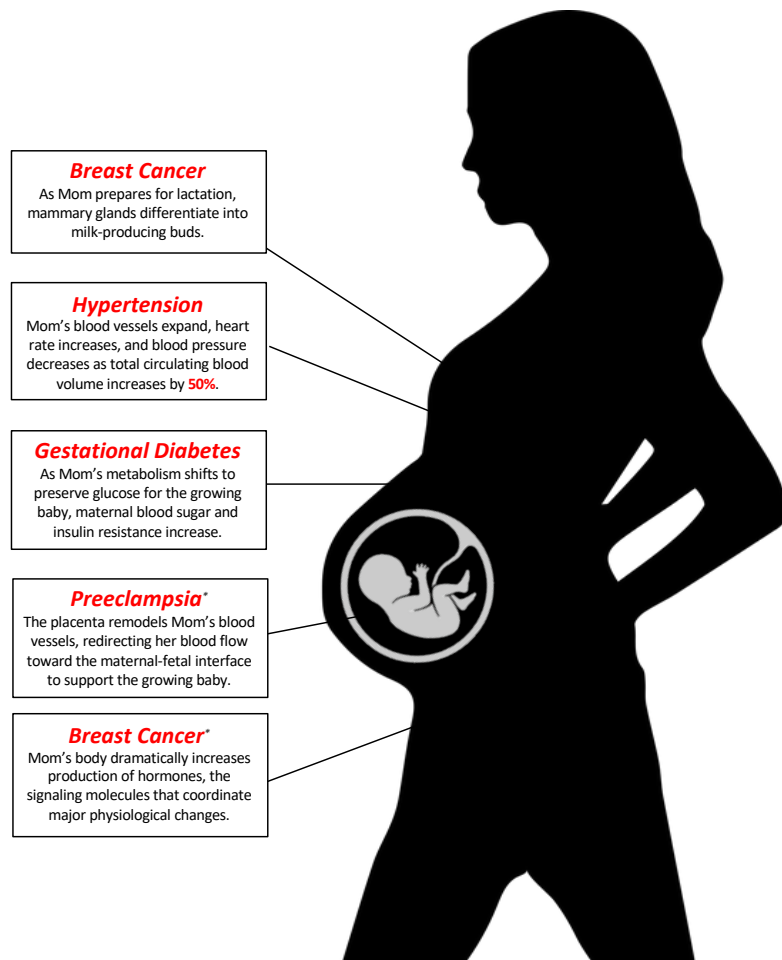 Breast Cancer
As Mom prepares for lactation,
mammary glands differentiate into
milk-producing buds.
Hypertension
Mom’s blood vessels expand, heart
rate increases, and blood pressure
decreases as total circulating blood
volume increases by 50%.
Gestational Diabetes
As Mom’s metabolism shifts to
preserve glucose for the growing
baby, maternal blood sugar and
insulin resistance increase.
Preeclampsia*
The placenta remodels Mom’s blood
vessels, redirecting her blood flow
toward the maternal-fetal interface
to support the growing baby.
Breast Cancer*
Mom’s body dramatically increases
production of hormones, the
signaling molecules that coordinate
major physiological changes.